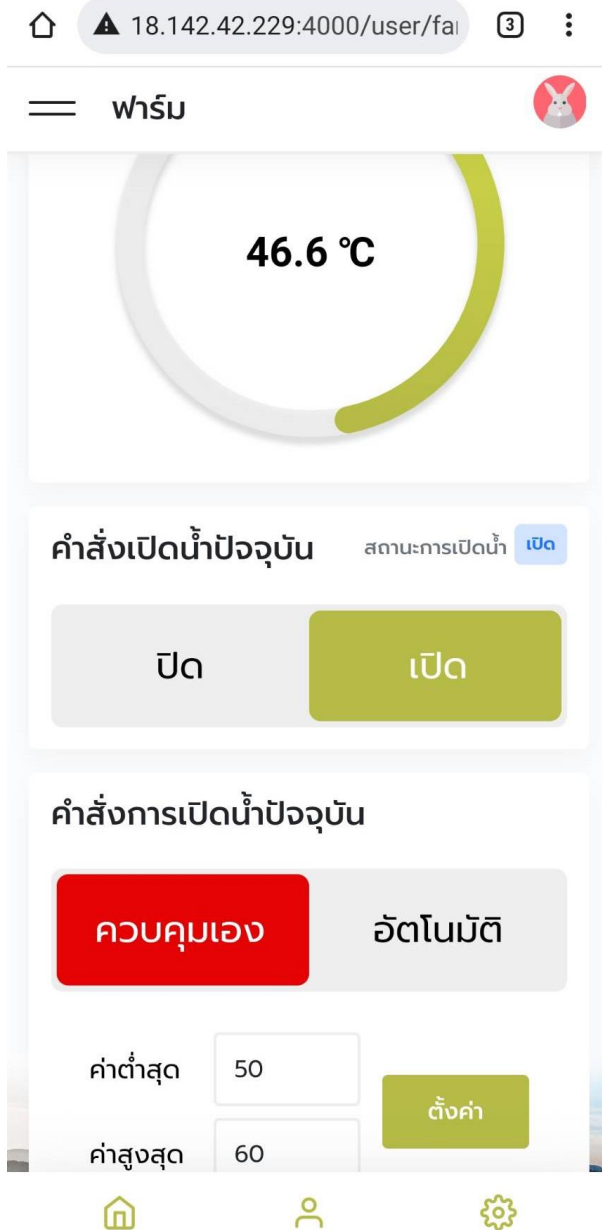 18.142.42.229:4000/user/far
3
ฟาร์ม
46.6 °C
คำสั่งเปิดน้ำปัจจุบัน สถานะการเปิดน้ำ เปิด
ปิด เปิด
คำสั่งการเปิดน้ำปัจจุบัน
ควบคุมเอง อัตโนมัติ
ค่าต่ำสุด 50
ตั้งค่า
ค่าสูงสุด 60